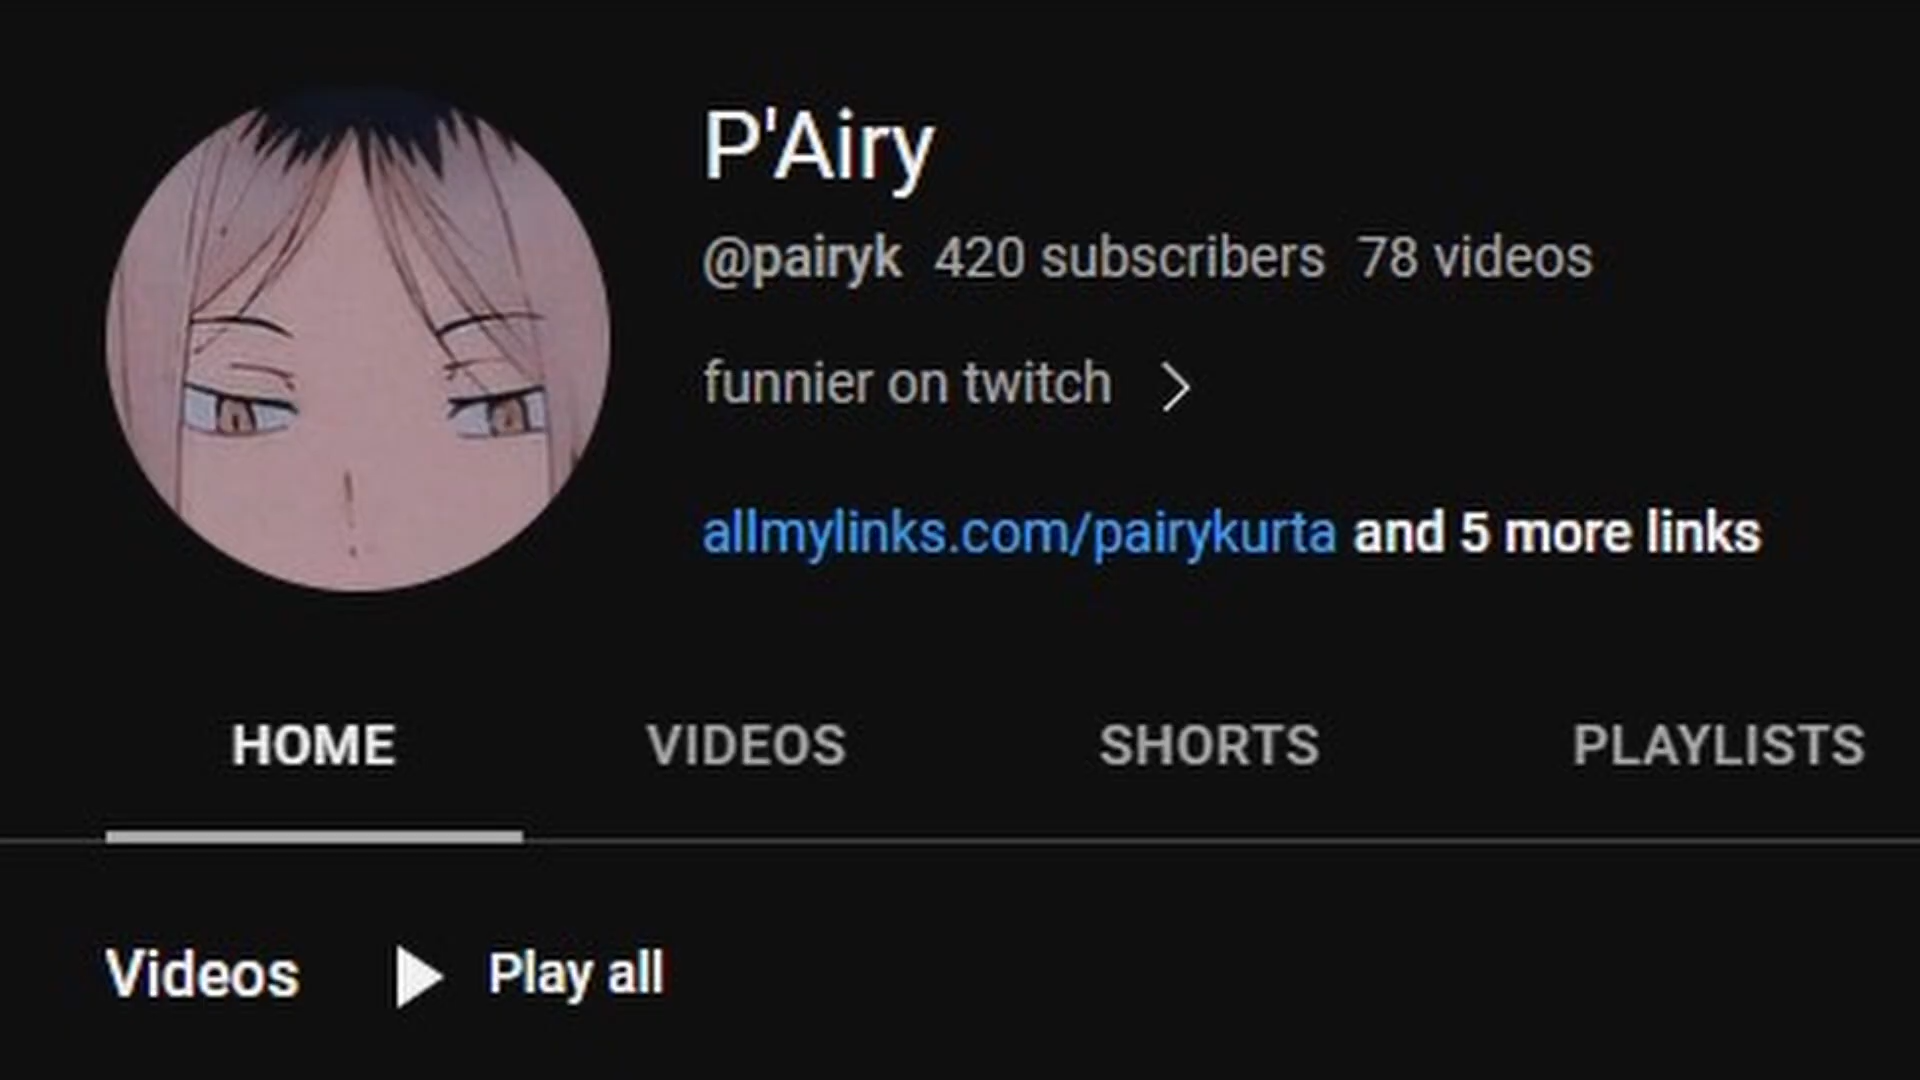 P'Airy
@pairyk 420 subscribers 78 videos
funnier on twitch
allmylinks.com/pairykurta and 5 more links
HOME VIDEOS SHORTS PLAYLISTS
Videos Play all